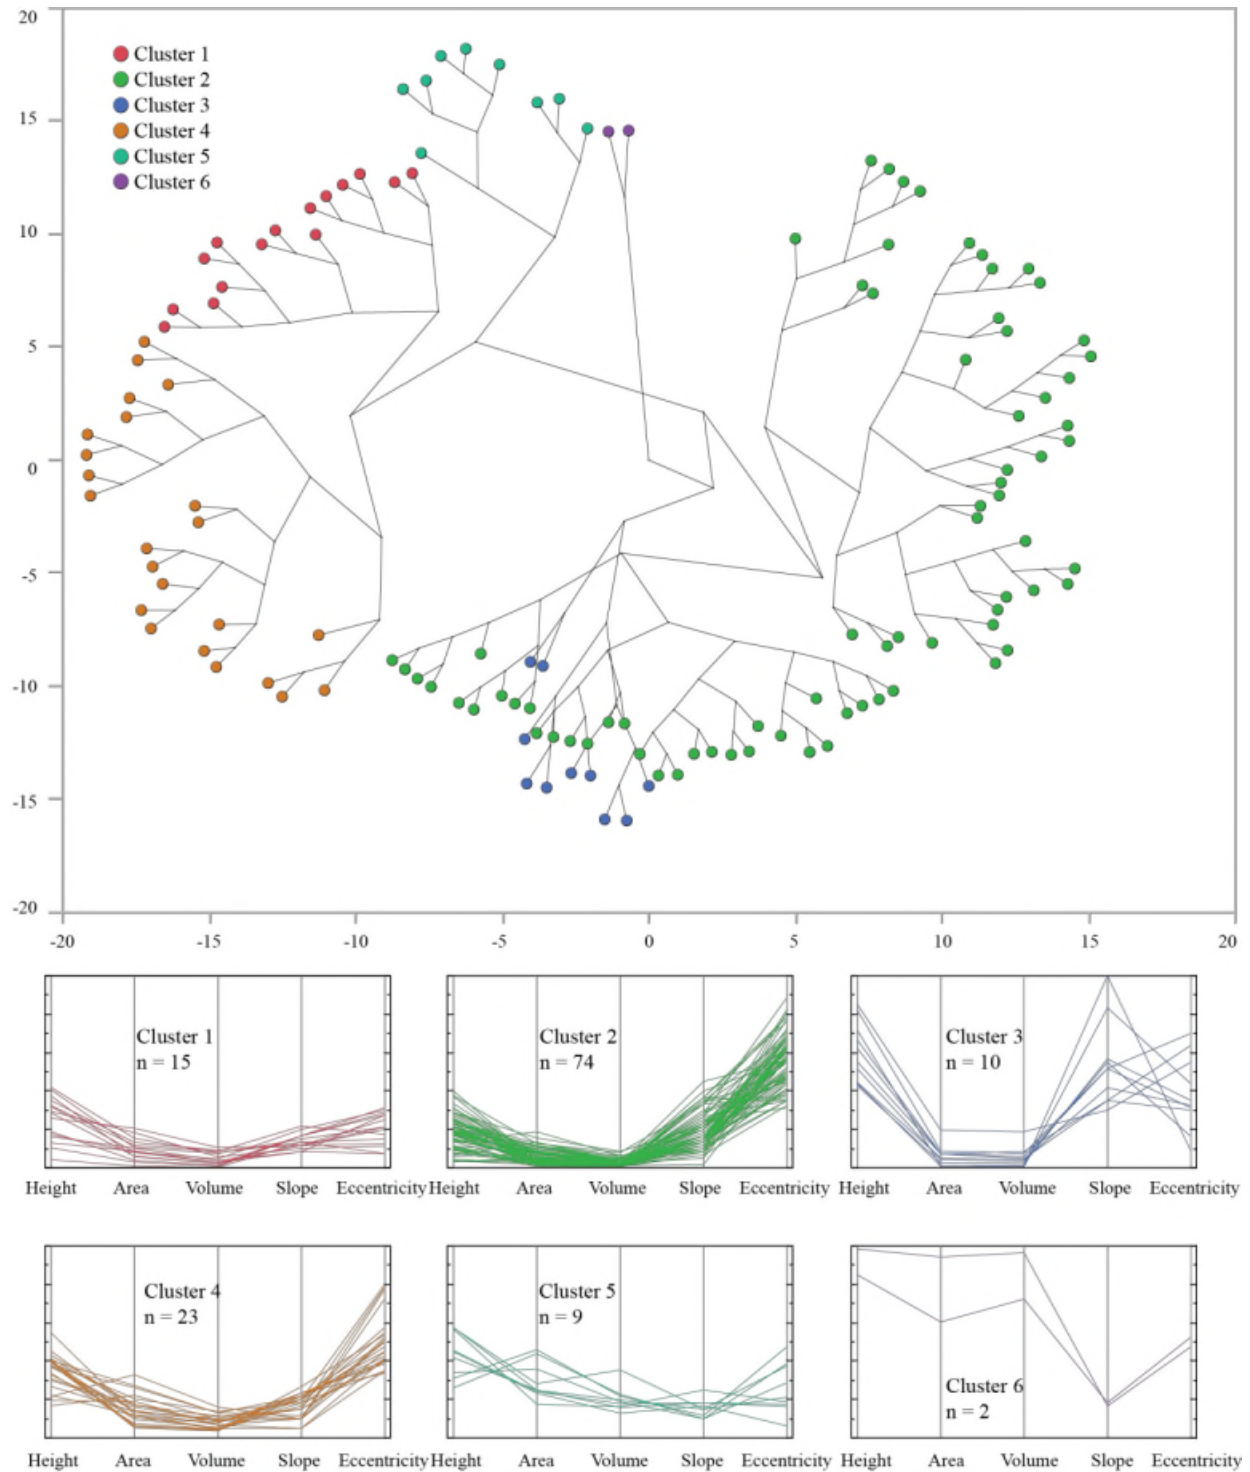 20
Cluster 1
Cluster 2
Cluster 3
Cluster 4
Cluster 5
Cluster 6
15
10
5
0
-5
-10
-15
-20
-20 -15 -10 -5 0 5 10 15 20
Cluster 1
n = 15
Height Area Volume Slope Eccentricity
Cluster 2
n = 74
Height Area Volume Slope Eccentricity
Cluster 3
n = 10
Height Area Volume Slope Eccentricity
Cluster 4
n = 23
Height Area Volume Slope Eccentricity
Cluster 5
n = 9
Height Area Volume Slope Eccentricity
Cluster 6
n = 2
Height Area Volume Slope Eccentricity